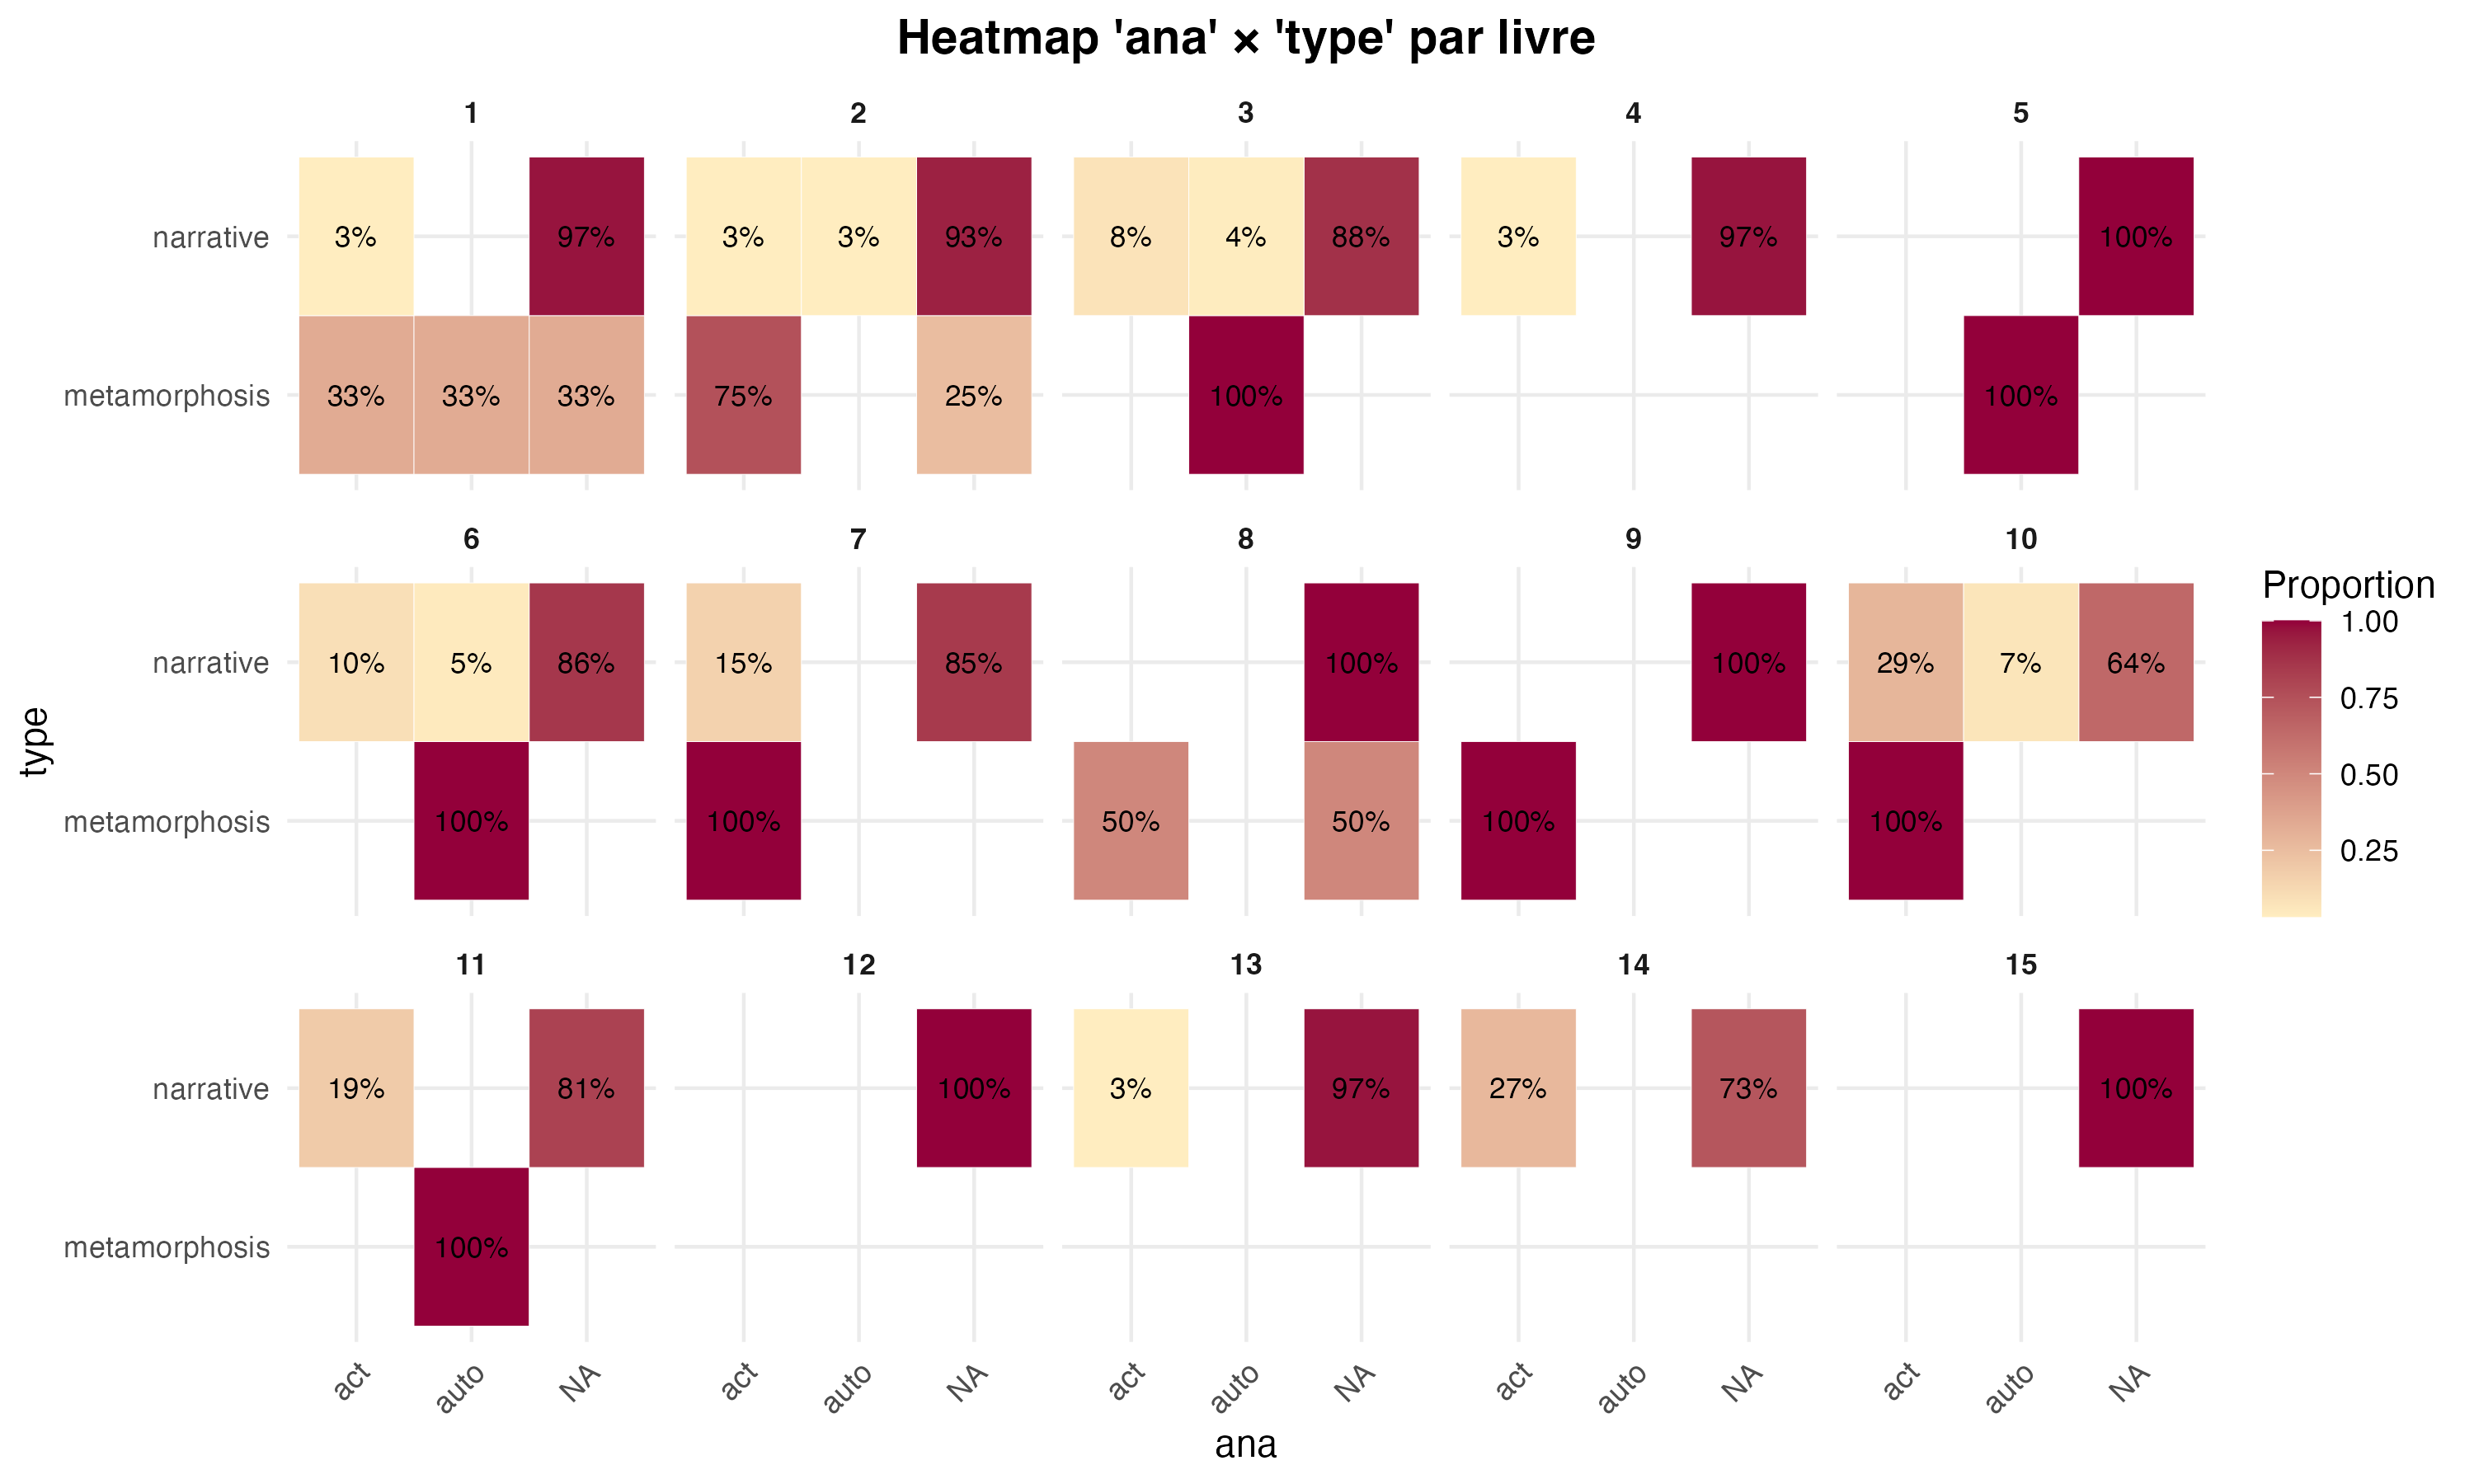 Heatmap 'ana' × 'type' par livre
1 2 3 4 5
narrative 3% 97% 3% 3% 93% 8% 4% 88% 3% 97% 100%
metamorphosis 33% 33% 33% 75% 25% 100% 100%
6 7 8 9 10
narrative 10% 5% 86% 15% 85% 100% 100% 29% 7% 64%
metamorphosis 100% 100% 50% 50% 100% 100%
11 12 13 14 15
narrative 19% 81% 100% 3% 97% 27% 73% 100%
metamorphosis 100%
act auto NA act auto NA act auto NA act auto NA act auto NA
ana
type
Proportion
1.00
0.75
0.50
0.25